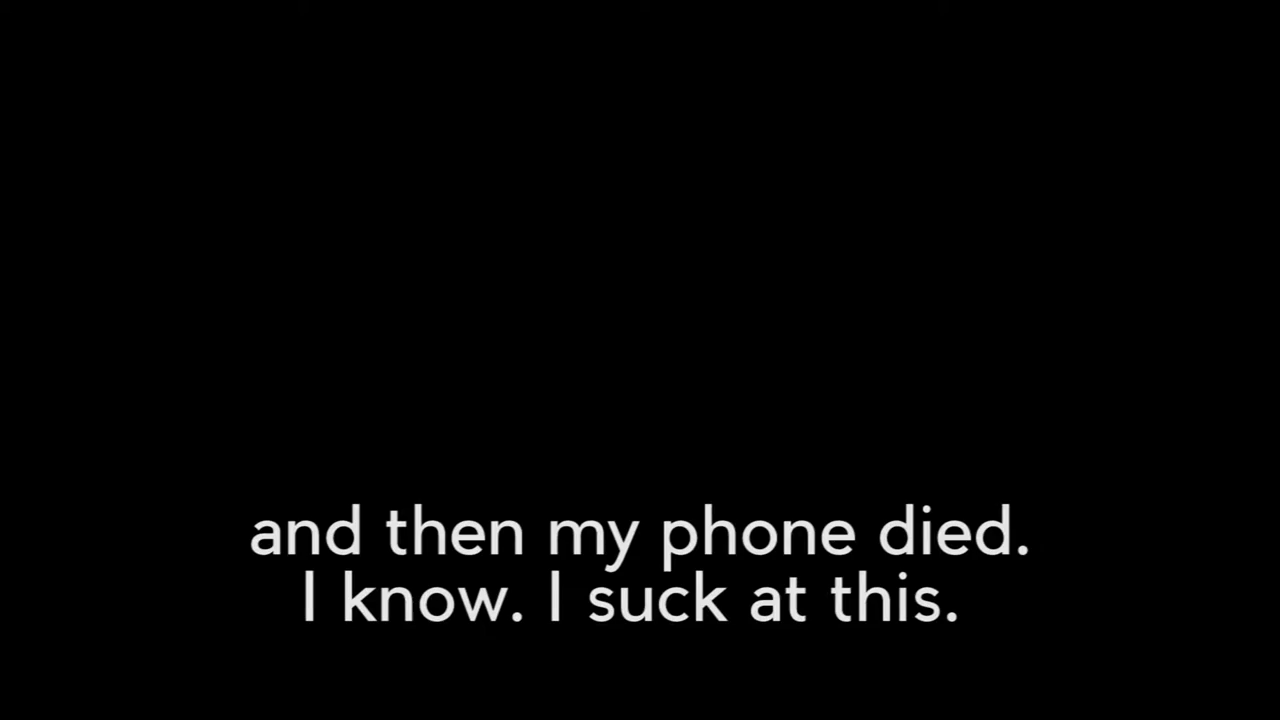 and then my phone died.
I know. I suck at this.